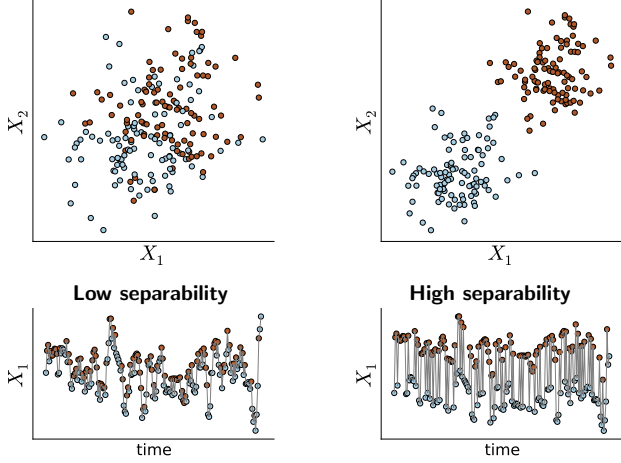 X₂
X₁
X₂
X₁
Low separability
High separability
X₁
time
X₁
time